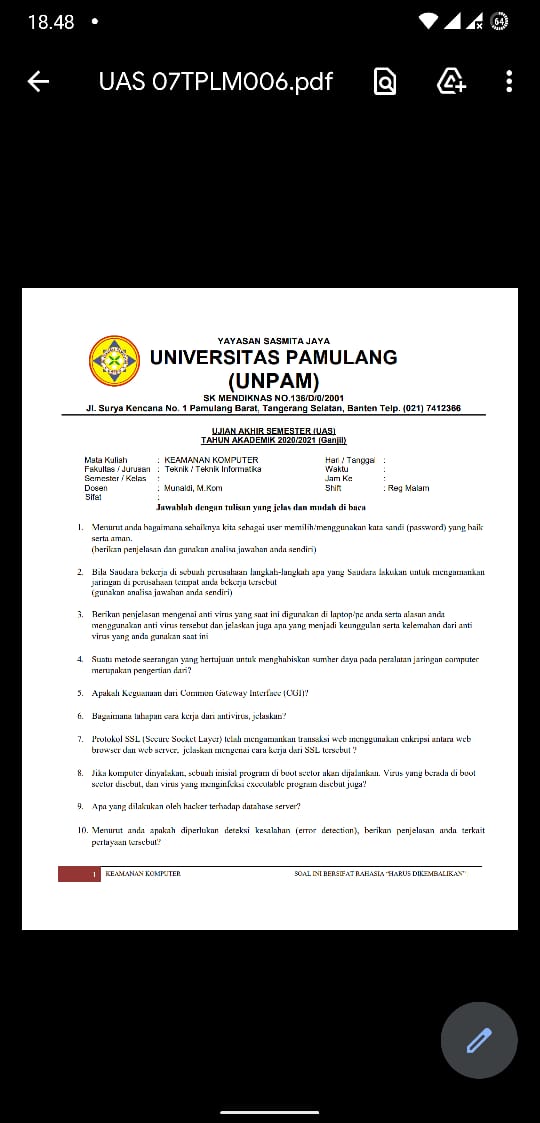 18.48
64
UAS 07TPLM006.pdf
YAYASAN SASMITA JAYA
UNIVERSITAS PAMULANG
(UNPAM)
SK MENDIKNAS NO.136/D/0/2001
Jl. Surya Kencana No. 1 Pamulang Barat, Tangerang Selatan, Banten Telp. (021) 7412366
UJIAN AKHIR SEMESTER (UAS)
TAHUN AKADEMIK 2020/2021 (Ganjil)
Mata Kuliah : KEAMANAN KOMPUTER Hari / Tanggal :
Fakultas / Jurusan : Teknik / Teknik Informatika Waktu :
Semester / Kelas : Jam Ke :
Dosen : Munaldi, M.Kom Shift : Reg Malam
Sifat :
Jawablah dengan tulisan yang jelas dan mudah di baca
1. Menurut anda bagaimana sebaiknya kita sebagai user memilih/menggunakan kata sandi (password) yang baik
serta aman.
(berikan penjelasan dan gunakan analisa jawaban anda sendiri)
2. Bila Saudara bekerja di sebuah perusahaan langkah-langkah apa yang Saudara lakukan untuk mengamankan
jaringan di perusahaan tempat anda bekerja tersebut
(gunakan analisa jawaban anda sendiri)
3. Berikan penjelasan mengenai anti virus yang saat ini digunakan di laptop/pc anda serta alasan anda
menggunakan anti virus tersebut dan jelaskan juga apa yang menjadi keunggulan serta kelemahan dari anti
virus yang anda gunakan saat ini
4. Suatu metode seerangan yang bertujuan untuk menghabiskan sumber daya pada peralatan jaringan computer
merupakan pengertian dari?
5. Apakah Kegunaan dari Common Gateway Interface (CGI)?
6. Bagaimana tahapan cara kerja dari antivirus, jelaskan?
7. Protokol SSL (Secure Socket Layer) telah mengamankan transaksi web menggunakan enkripsi antara web
browser dan web server, jelaskan mengenai cara kerja dari SSL tersebut ?
8. Jika komputer dinyalakan, sebuah inisial program di boot sector akan dijalankan. Virus yang berada di boot
sector disebut, dan virus yang menginfeksi executable program disebut juga?
9. Apa yang dilakukan oleh hacker terhadap database server?
10. Menurut anda apakah diperlukan deteksi kesalahan (error detection), berikan penjelasan anda terkait
pertayaan tersebut?
1 KEAMANAN KOMPUTER SOAL INI BERSIFAT RAHASIA "HARUS DIKEMBALIKAN"